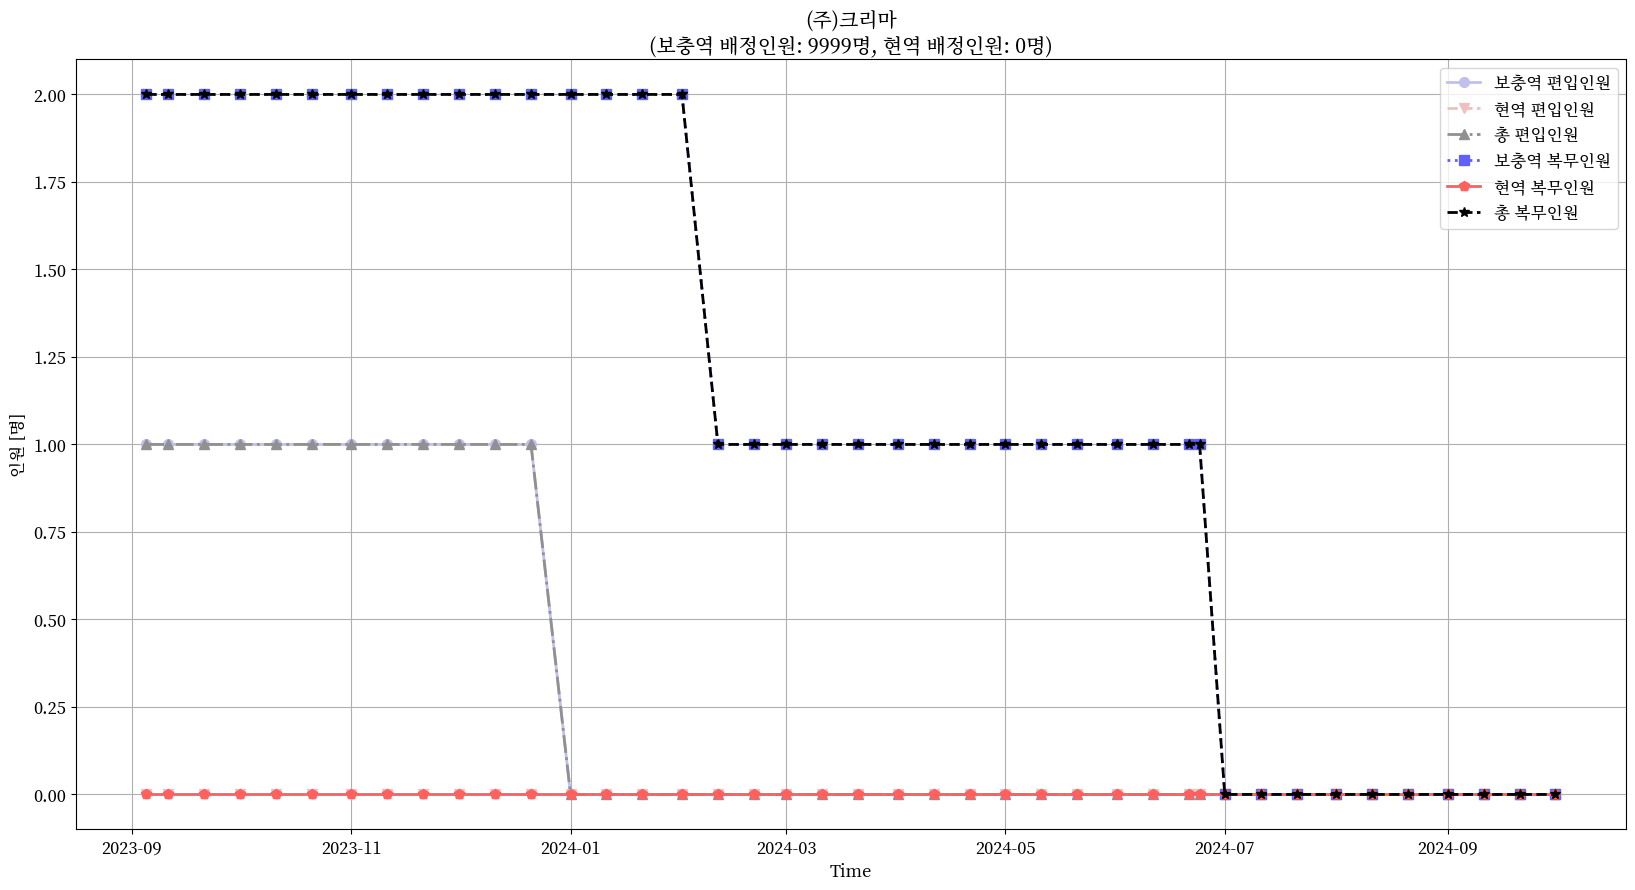 (주)크리마
(보충역 배정인원: 9999명, 현역 배정인원: 0명)
보충역 편입인원
현역 편입인원
총 편입인원
보충역 복무인원
현역 복무인원
총 복무인원
인원 [명]
2.00
1.75
1.50
1.25
1.00
0.75
0.50
0.25
0.00
2023-09
2023-11
2024-01
2024-03
2024-05
2024-07
2024-09
Time